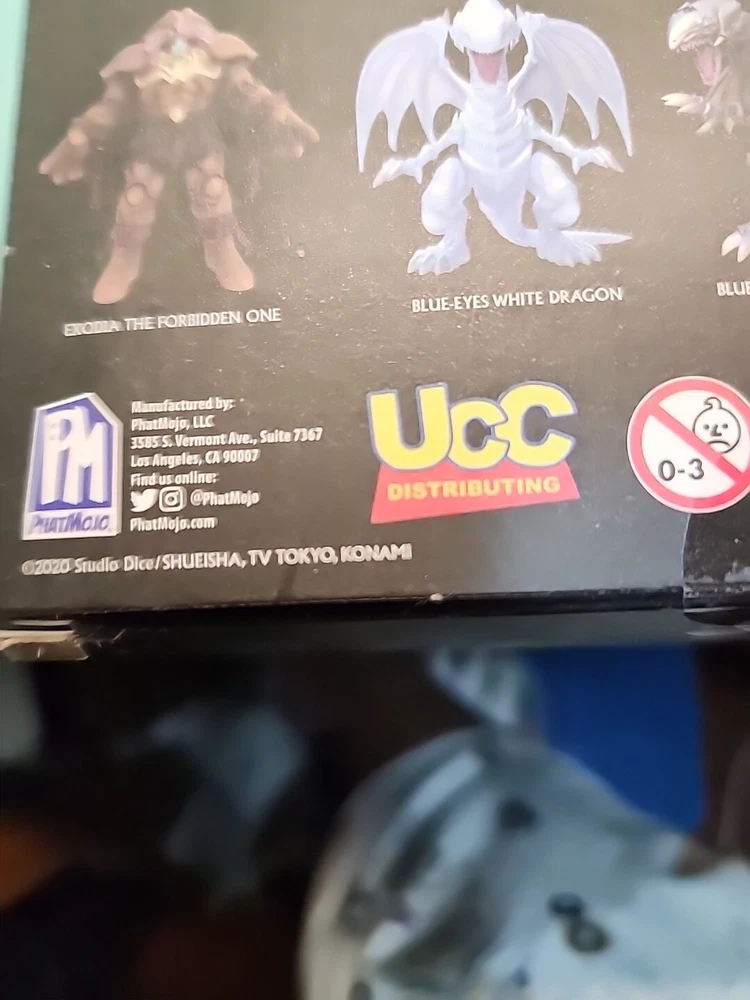 EXODIA THE FORBIDDEN ONE
BLUE-EYES WHITE DRAGON
BLUE
PM
PHATMOJO
Manufactured by:
PhatMojo, LLC
3585 S. Vermont Ave., Suite 7367
Los Angeles, CA 90007
Find us online:
@PhatMojo
PhatMojo.com
UCC
DISTRIBUTING
0-3
©2020 Studio Dice/SHUEISHA, TV TOKYO, KONAMI